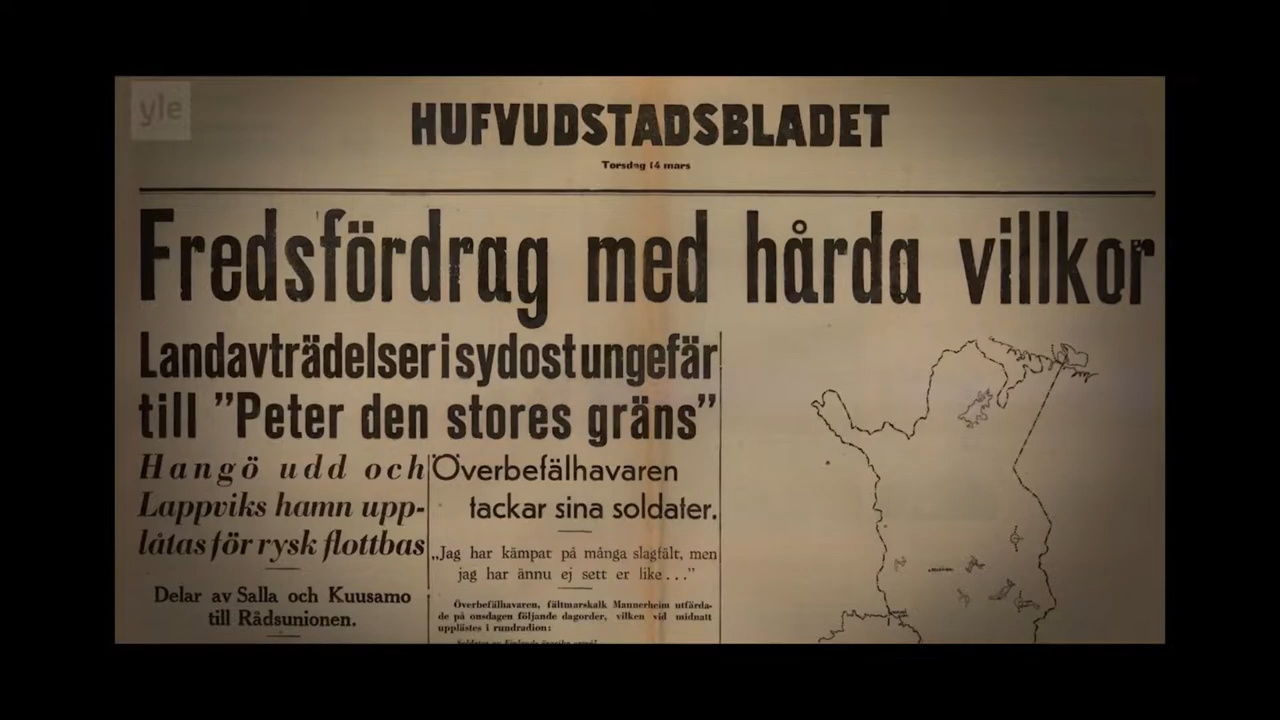 yle
HUFVUDSTADSBLADET
Torsdag 14 mars
Fredsfördrag med hårda villkor
Landavträdelser i sydost ungefär
till "Peter den stores gräns"
Hangö udd och
Lappviks hamn upp-
låtas för rysk flottbas
Delar av Salla och Kuusamo
till Rådsunionen.
Överbefälhavaren
tackar sina soldater.
„Jag har kämpat på många slagfält, men
jag har ännu ej sett er like..."
Överbefälhavaren, fältmarskalk Mannerheim utfärda-
de på onsdagen följande dagorder, vilken vid midnatt
upplästes i rundradion: